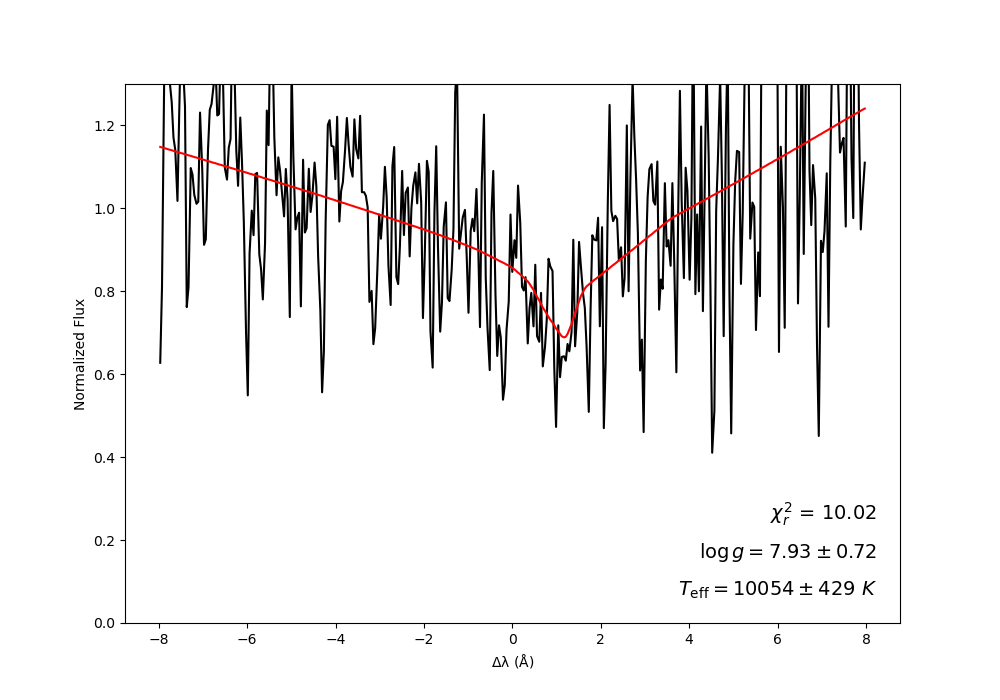 1.2
1.0
0.8
0.6
0.4
0.2
0.0
Normalized Flux
χ²ᵣ = 10.02
log g = 7.93 ± 0.72
T_eff = 10054 ± 429 K
−8 −6 −4 −2 0 2 4 6 8
Δλ (Å)